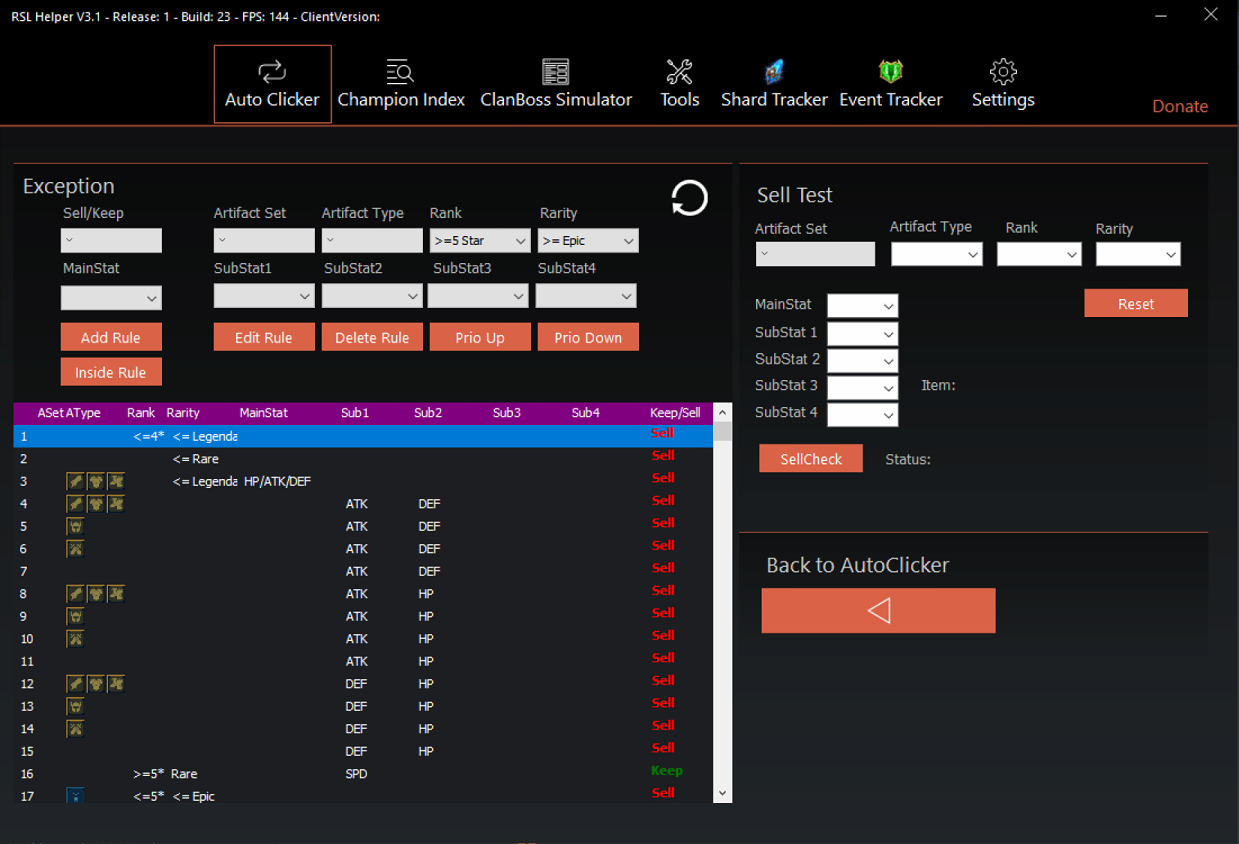 RSL Helper V3.1 - Release: 1 - Build: 23 - FPS: 144 - ClientVersion:
Auto Clicker Champion Index ClanBoss Simulator Tools Shard Tracker Event Tracker Settings Donate
Exception
Sell/Keep Artifact Set Artifact Type Rank Rarity
>=5 Star >= Epic
MainStat SubStat1 SubStat2 SubStat3 SubStat4
Add Rule Edit Rule Delete Rule Prio Up Prio Down
Inside Rule
ASet AType Rank Rarity MainStat Sub1 Sub2 Sub3 Sub4 Keep/Sell
1 <=4* <= Legenda Sell
2 <= Rare Sell
3 <= Legenda HP/ATK/DEF Sell
4 ATK DEF Sell
5 ATK DEF Sell
6 ATK DEF Sell
7 ATK DEF Sell
8 ATK HP Sell
9 ATK HP Sell
10 ATK HP Sell
11 ATK HP Sell
12 DEF HP Sell
13 DEF HP Sell
14 DEF HP Sell
15 DEF HP Sell
16 >=5* Rare SPD Keep
17 <=5* <= Epic Sell
Sell Test
Artifact Set Artifact Type Rank Rarity
MainStat
Reset
SubStat 1
SubStat 2
SubStat 3 Item:
SubStat 4
SellCheck Status:
Back to AutoClicker